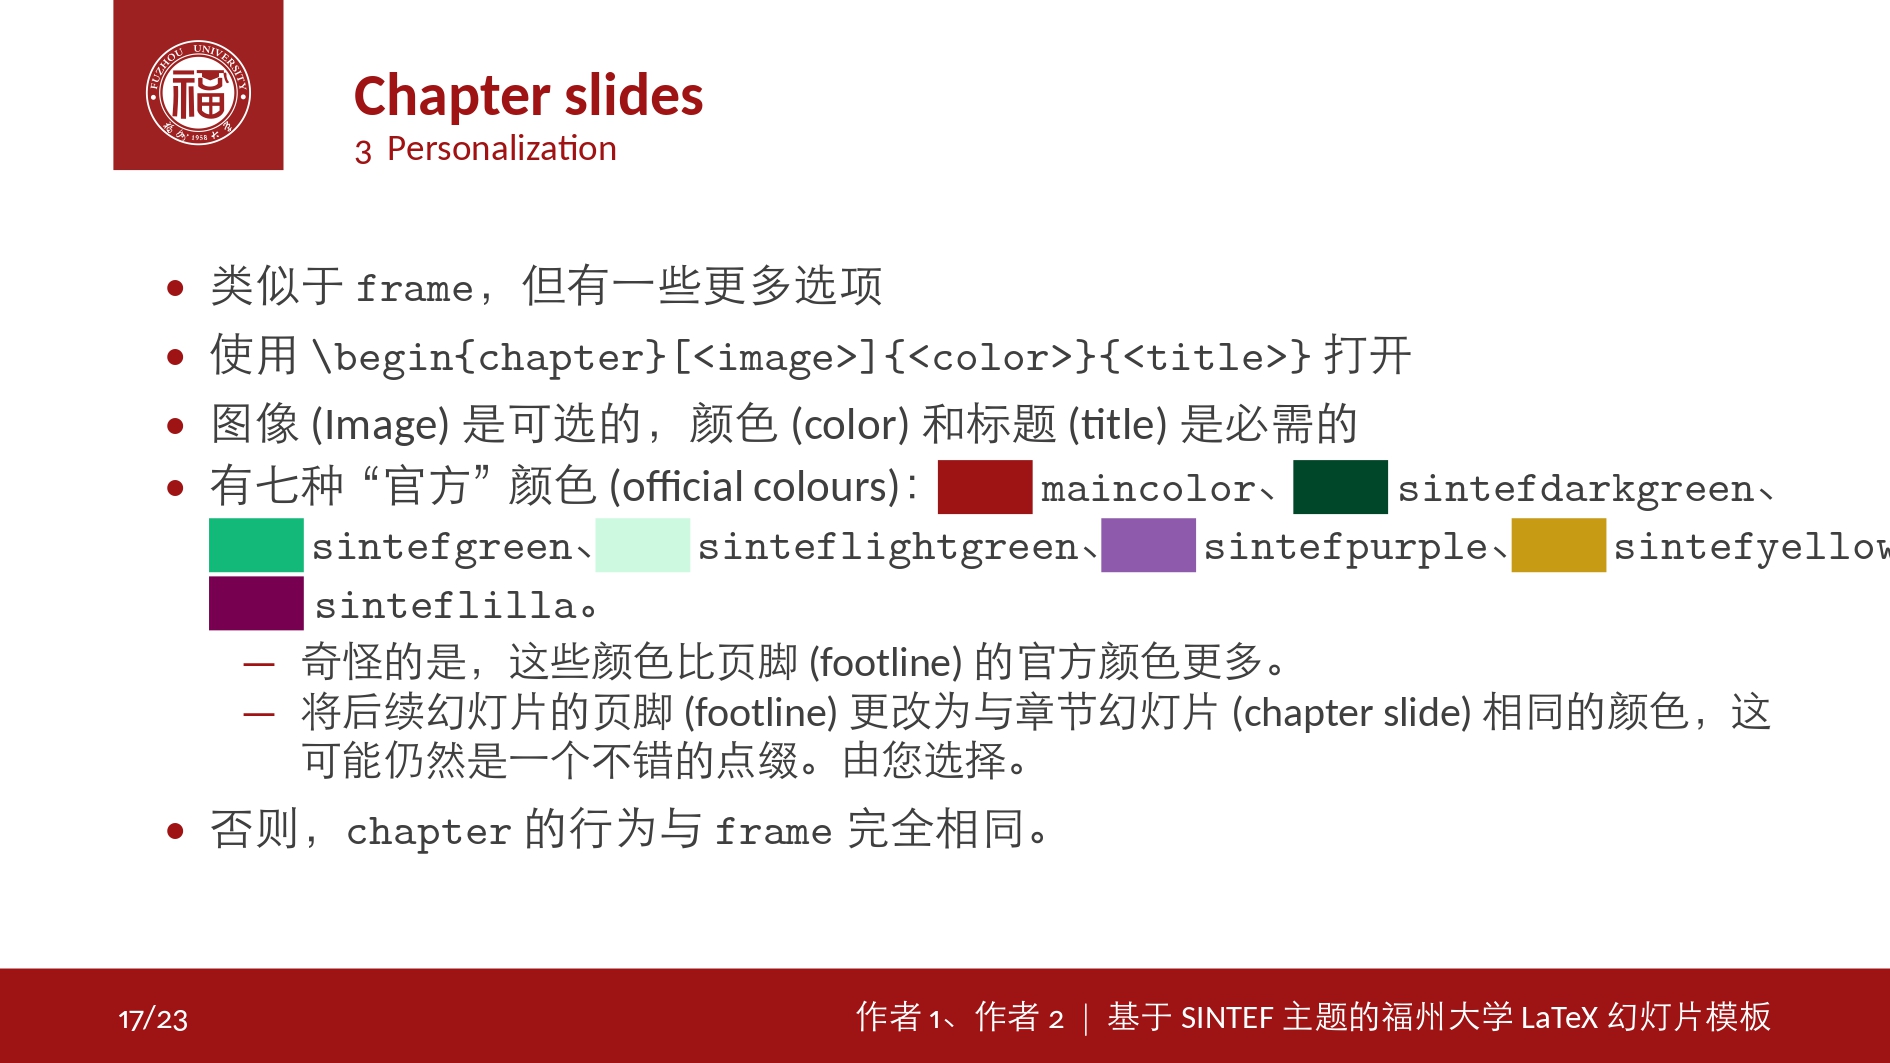 FUZHOU UNIVERSITY
福
福州大学
1958
Chapter slides
3 Personalization
• 类似于 frame，但有一些更多选项
• 使用 \begin{chapter}[<image>]{<color>}{<title>} 打开
• 图像 (Image) 是可选的，颜色 (color) 和标题 (title) 是必需的
• 有七种 “官方” 颜色 (official colours)： maincolor、 sintefdarkgreen、
sintefgreen、 sinteflightgreen、 sintefpurple、 sintefyellow
sinteflilla。
— 奇怪的是，这些颜色比页脚 (footline) 的官方颜色更多。
— 将后续幻灯片的页脚 (footline) 更改为与章节幻灯片 (chapter slide) 相同的颜色，这
可能仍然是一个不错的点缀。由您选择。
• 否则，chapter 的行为与 frame 完全相同。
17/23
作者 1、作者 2 | 基于 SINTEF 主题的福州大学 LaTeX 幻灯片模板